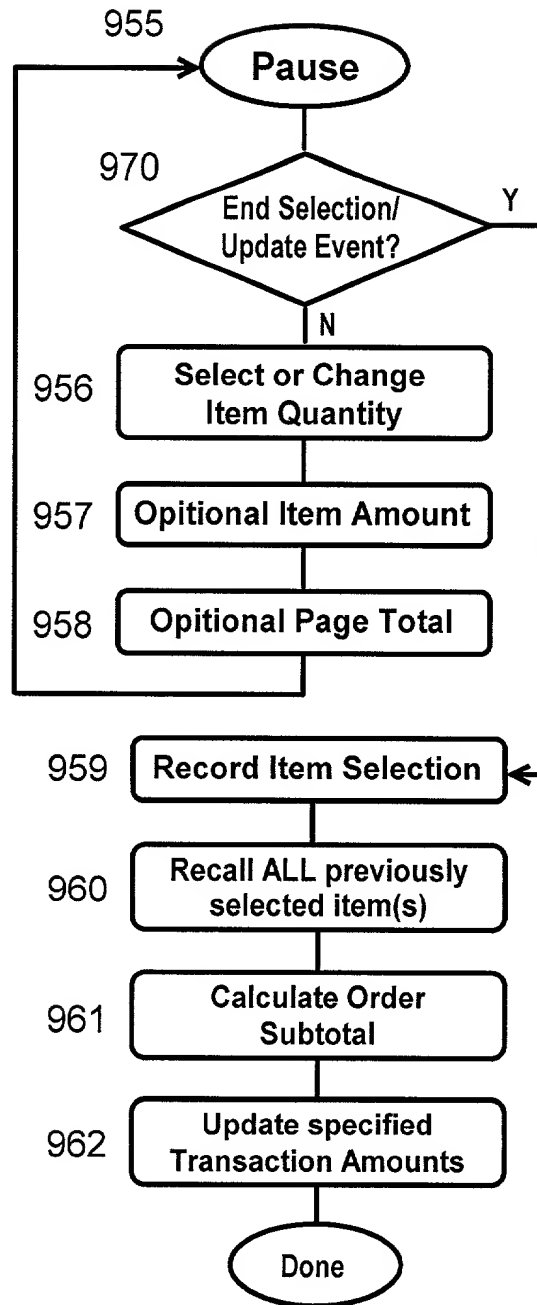 955
Pause
970
End Selection/
Update Event?
Y
N
956
Select or Change
Item Quantity
957
Opitional Item Amount
958
Opitional Page Total
959
Record Item Selection
960
Recall ALL previously
selected item(s)
961
Calculate Order
Subtotal
962
Update specified
Transaction Amounts
Done